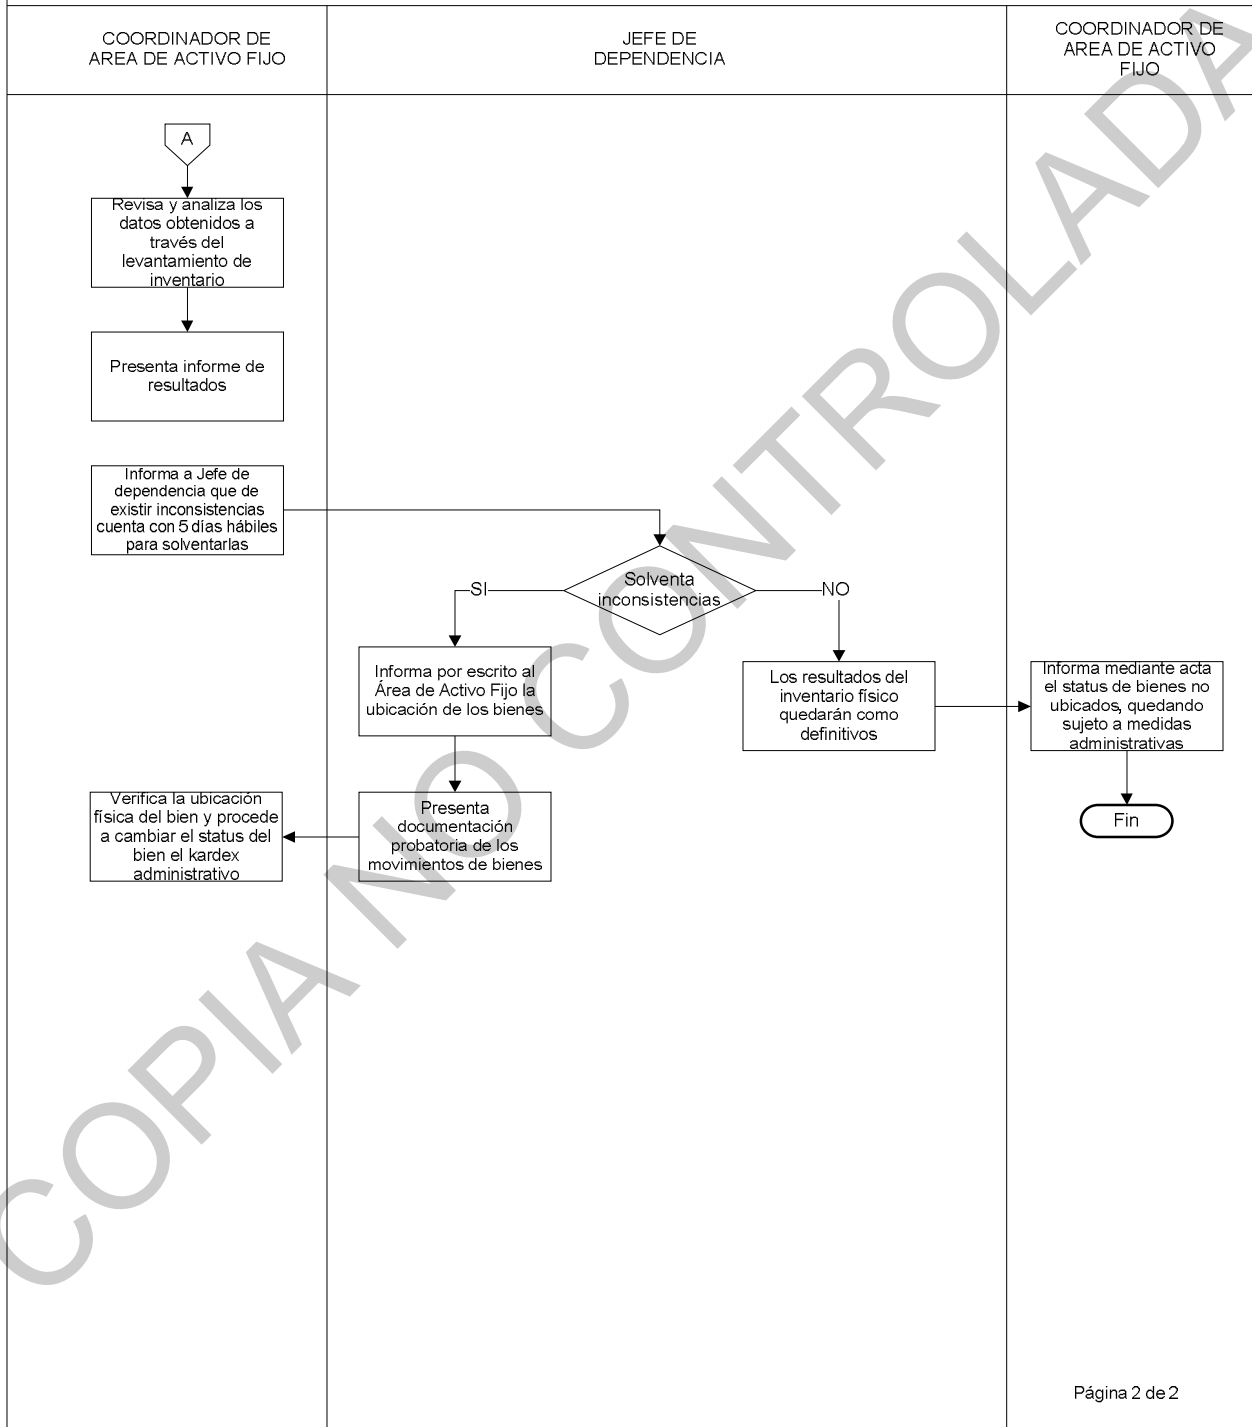 COORDINADOR DE
AREA DE ACTIVO FIJO
JEFE DE
DEPENDENCIA
COORDINADOR DE
AREA DE ACTIVO
FIJO
A
Revisa y analiza los
datos obtenidos a
través del
levantamiento de
inventario
Presenta informe de
resultados
Informa a Jefe de
dependencia que de
existir inconsistencias
cuenta con 5 días hábiles
para solventarlas
Solventa
inconsistencias
SI
NO
Informa por escrito al
Área de Activo Fijo la
ubicación de los bienes
Los resultados del
inventario físico
quedarán como
definitivos
Informa mediante acta
el status de bienes no
ubicados, quedando
sujeto a medidas
administrativas
Verifica la ubicación
física del bien y procede
a cambiar el status del
bien el kardex
administrativo
Presenta
documentación
probatoria de los
movimientos de bienes
Fin
COPIA NO CONTROLADA
Página 2 de 2